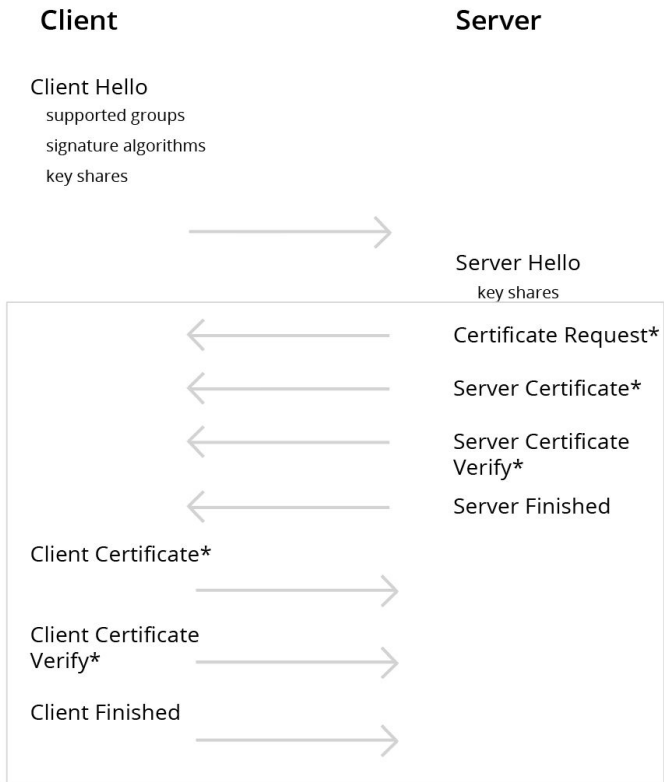 Client
Server
Client Hello
supported groups
signature algorithms
key shares
Server Hello
key shares
Certificate Request*
Server Certificate*
Server Certificate
Verify*
Server Finished
Client Certificate*
Client Certificate
Verify*
Client Finished